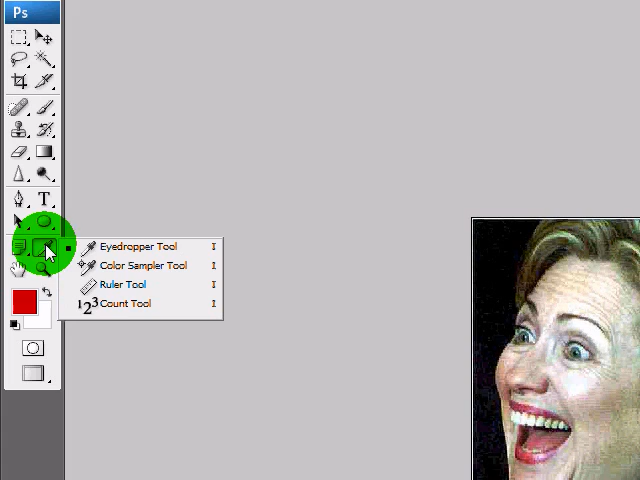 Ps
T
Eyedropper Tool I
Color Sampler Tool I
Ruler Tool I
123 Count Tool I